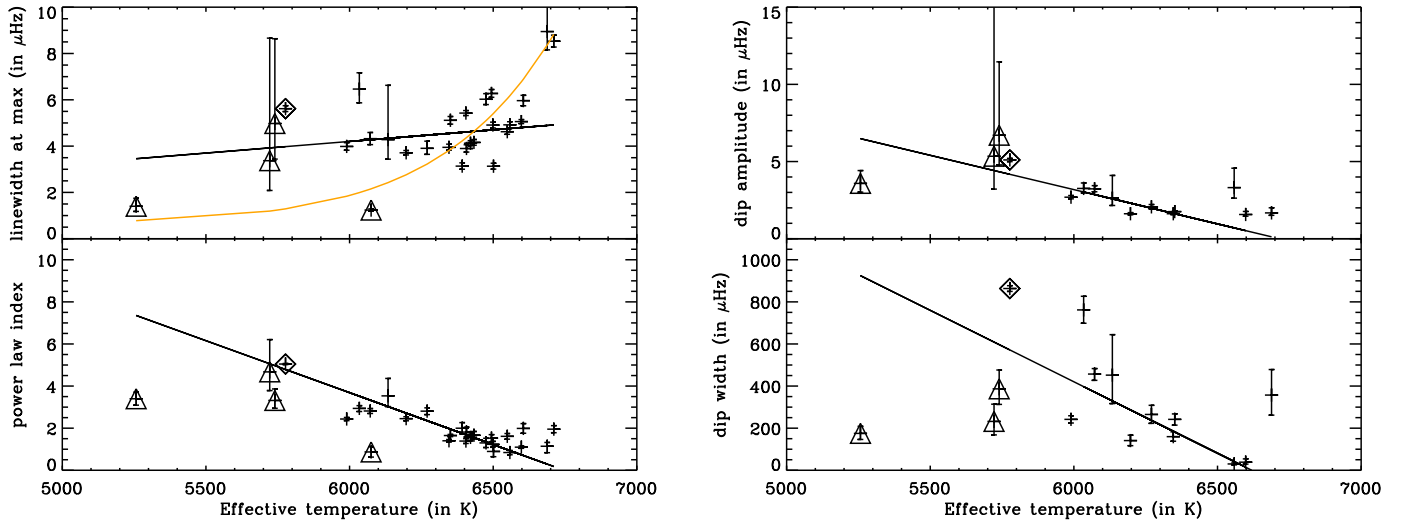 linewidth at max (in μHz)
10
8
6
4
2
0
power law index
10
8
6
4
2
0
5000 5500 6000 6500 7000
Effective temperature (in K)
dip amplitude (in μHz)
15
10
5
0
dip width (in μHz)
1000
800
600
400
200
0
5000 5500 6000 6500 7000
Effective temperature (in K)